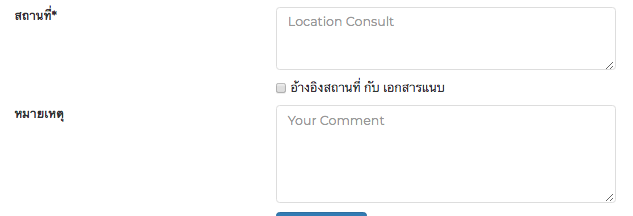 สถานที่*
Location Consult
อ้างอิงสถานที่ กับ เอกสารแนบ
หมายเหตุ
Your Comment